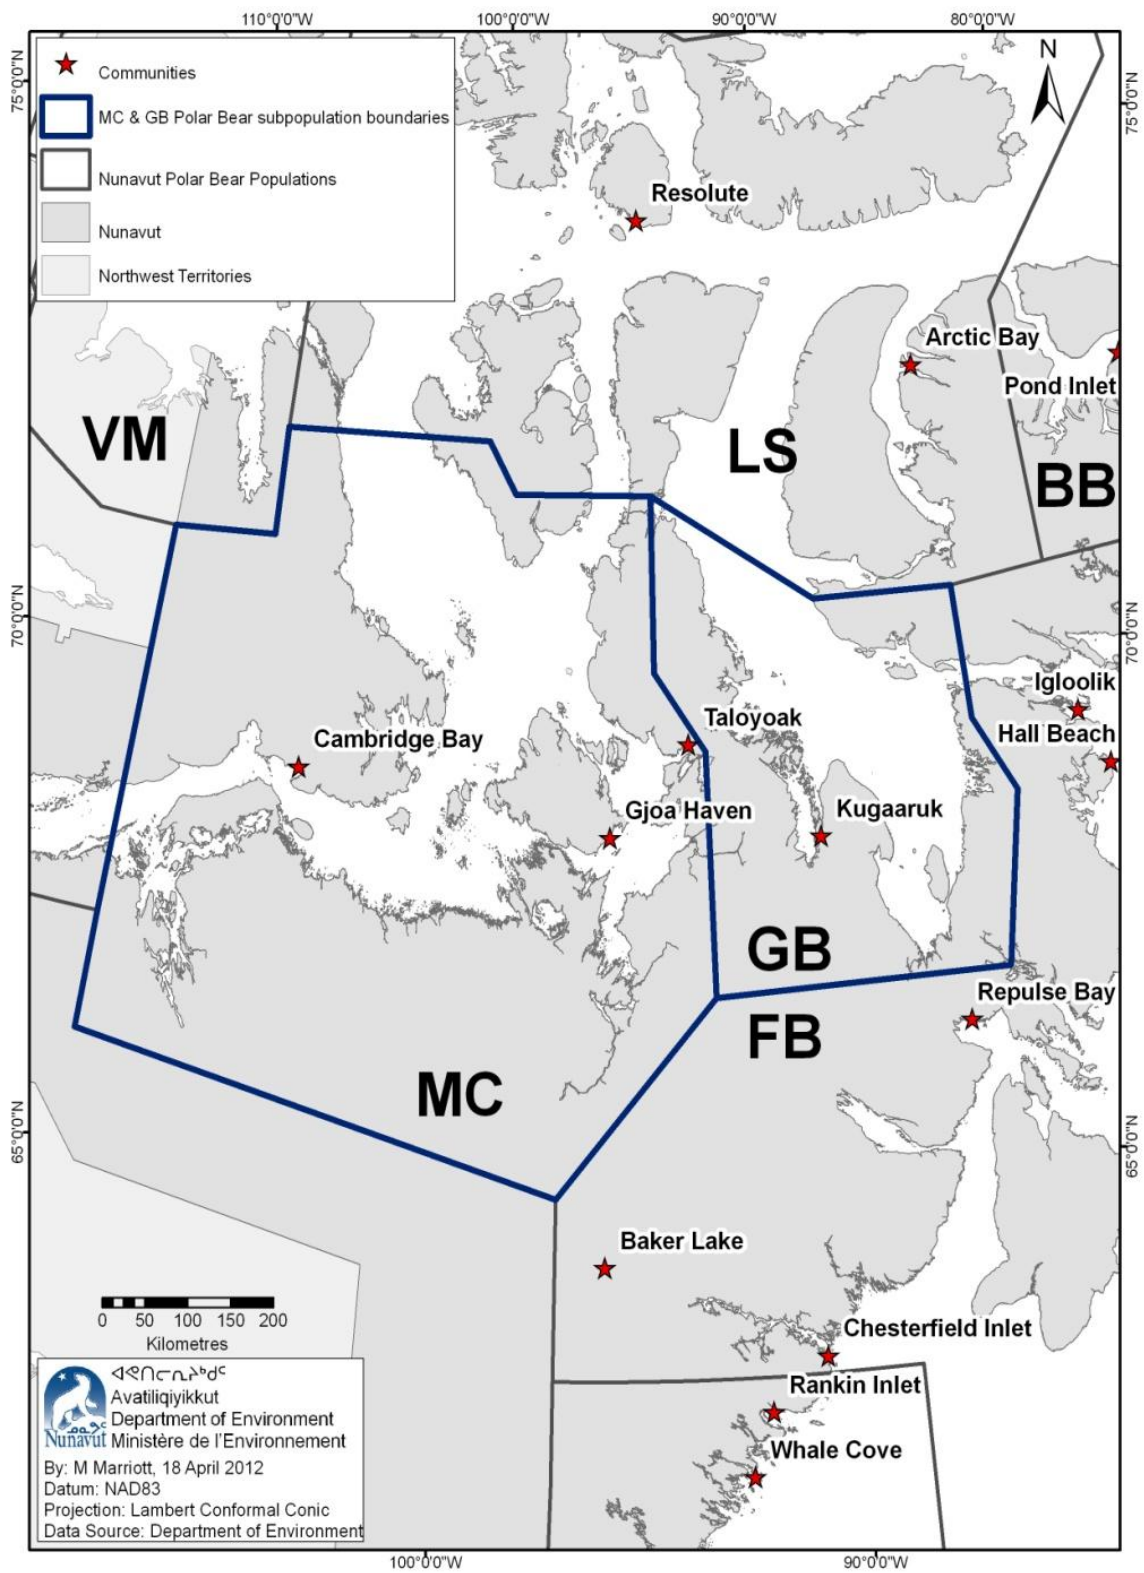 110°0'0"W
100°0'0"W
90°0'0"W
80°0'0"W
75°0'0"N
75°0'0"N
Communities
MC & GB Polar Bear subpopulation boundaries
Nunavut Polar Bear Populations
Nunavut
Northwest Territories
N
Resolute
Arctic Bay
Pond Inlet
VM
LS
BB
70°0'0"N
70°0'0"N
Igloolik
Hall Beach
Taloyoak
Cambridge Bay
Gjoa Haven
Kugaaruk
GB
Repulse Bay
FB
MC
65°0'0"N
65°0'0"N
Baker Lake
0 50 100 150 200
Kilometres
Chesterfield Inlet
Rankin Inlet
Whale Cove
ᐊᕙᑎᓕᕆᔨᒃᑯᑦ
Avatiliqiyikkut
Department of Environment
Nunavut Ministère de l'Environnement
By: M Marriott, 18 April 2012
Datum: NAD83
Projection: Lambert Conformal Conic
Data Source: Department of Environment
100°0'0"W
90°0'0"W